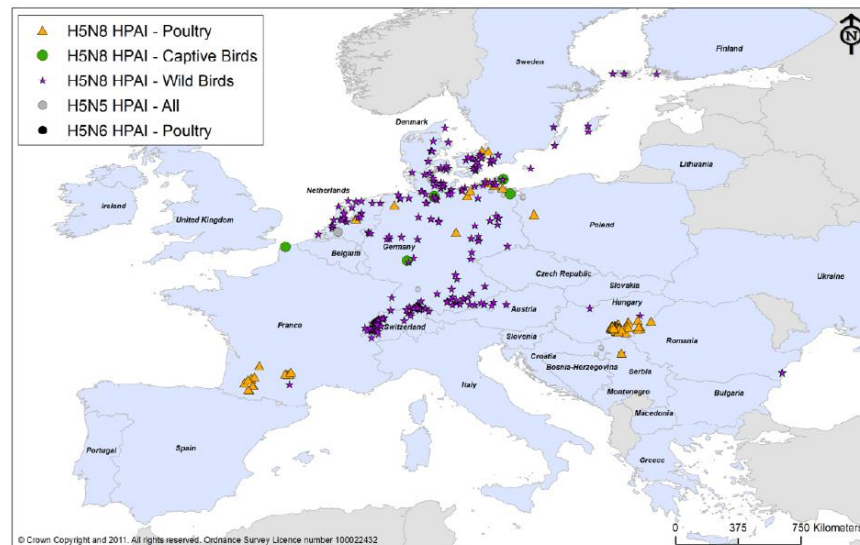 H5N8 HPAI - Poultry
H5N8 HPAI - Captive Birds
H5N8 HPAI - Wild Birds
H5N5 HPAI - All
H5N6 HPAI - Poultry
N
Finland
Sweden
Denmark
Lithuania
Netherlands
Ireland
United Kingdom
Poland
Germany
Belgium
Ukraine
Czech Republic
Slovakia
Austria
Hungary
Franco
Switzerland
Slovenia
Romania
Croatia
Bosnia-Herzegovina
Serbia
Italy
Montenegro
Bulgaria
Macedonia
Portugal
Spain
Greece
0 375 750 Kilometers
© Crown Copyright and 2011. All rights reserved. Ordnance Survey Licence number 100022432